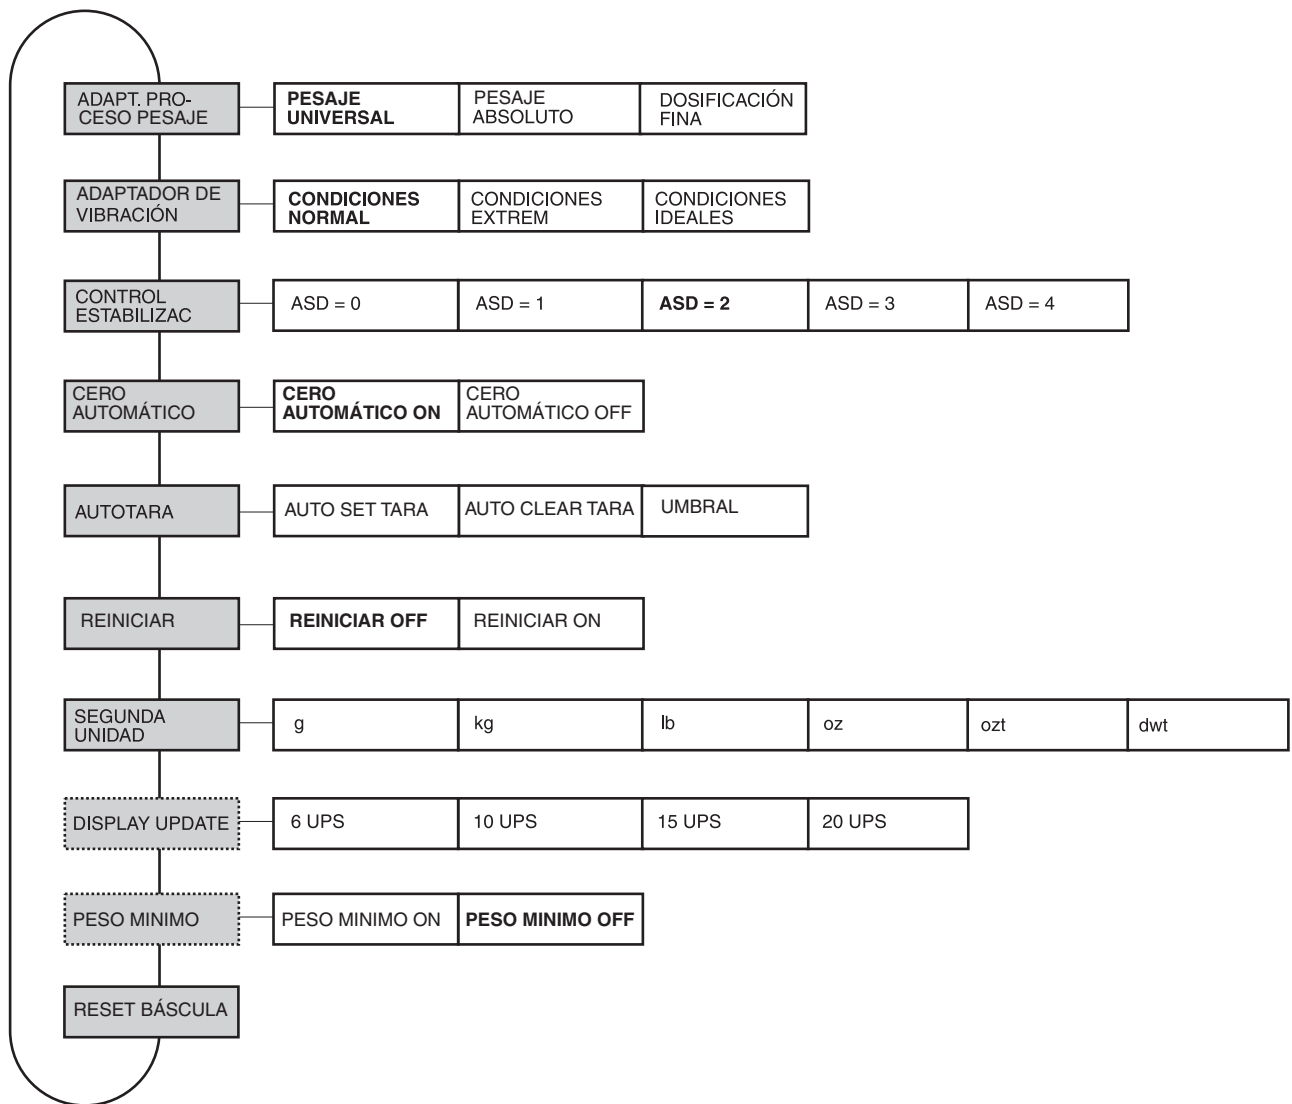 ADAPT. PRO-
CESO PESAJE
PESAJE
UNIVERSAL
PESAJE
ABSOLUTO
DOSIFICACIÓN
FINA
ADAPTADOR DE
VIBRACIÓN
CONDICIONES
NORMAL
CONDICIONES
EXTREM
CONDICIONES
IDEALES
CONTROL
ESTABILIZAC
ASD = 0
ASD = 1
ASD = 2
ASD = 3
ASD = 4
CERO
AUTOMÁTICO
CERO
AUTOMÁTICO ON
CERO
AUTOMÁTICO OFF
AUTOTARA
AUTO SET TARA
AUTO CLEAR TARA
UMBRAL
REINICIAR
REINICIAR OFF
REINICIAR ON
SEGUNDA
UNIDAD
g
kg
lb
oz
ozt
dwt
DISPLAY UPDATE
6 UPS
10 UPS
15 UPS
20 UPS
PESO MINIMO
PESO MINIMO ON
PESO MINIMO OFF
RESET BÁSCULA